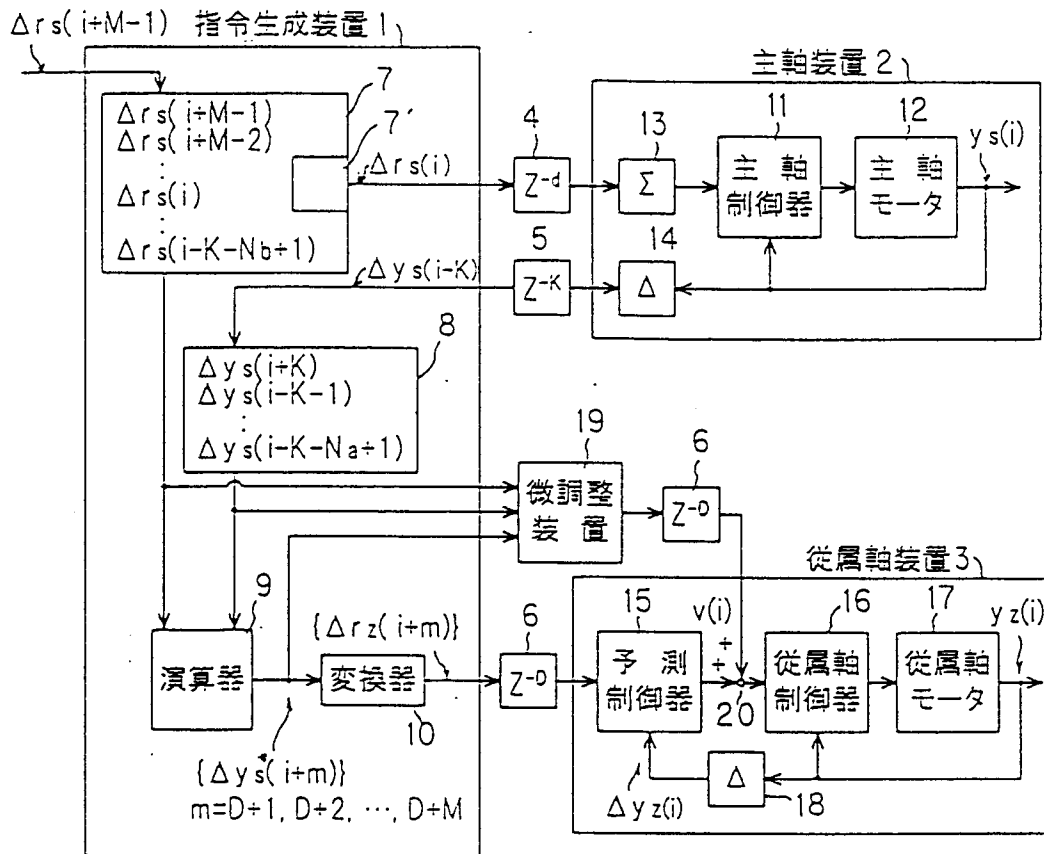 Δrs(i+M-1) 指令生成装置1
7
Δrs(i+M-1)
Δrs(i+M-2)
⋮
Δrs(i)
⋮
Δrs(i-K-Nb+1)
7'
Δrs(i)
4
Z-d
主軸装置2
13
Σ
11
主軸
制御器
12
主軸
モータ
ys(i)
5
Z-K
14
Δ
Δys(i-K)
8
Δys(i+K)
Δys(i-K-1)
⋮
Δys(i-K-Na+1)
19
微調整
装置
6
Z-D
従属軸装置3
9
演算器
{Δrz(i+m)}
変換器
10
6
Z-D
15
予測
制御器
v(i)
+
+
20
16
従属軸
制御器
17
従属軸
モータ
yz(i)
Δ
18
Δyz(i)
{Δys(i+m)}
m=D+1, D+2, ⋯, D+M